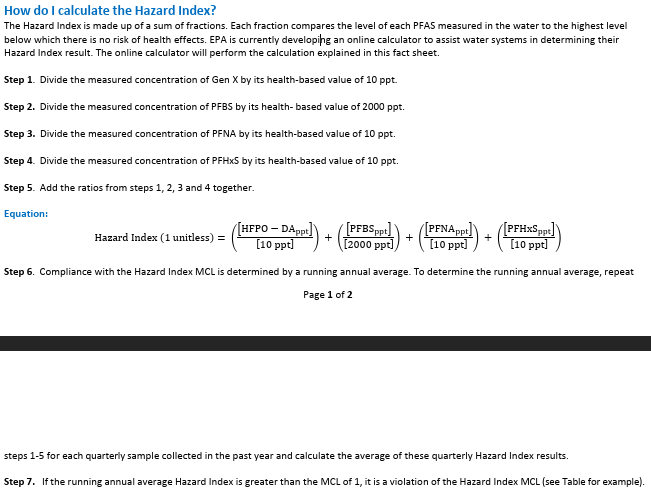 How do I calculate the Hazard Index?
The Hazard Index is made up of a sum of fractions. Each fraction compares the level of each PFAS measured in the water to the highest level
below which there is no risk of health effects. EPA is currently developing an online calculator to assist water systems in determining their
Hazard Index result. The online calculator will perform the calculation explained in this fact sheet.
Step 1. Divide the measured concentration of Gen X by its health-based value of 10 ppt.
Step 2. Divide the measured concentration of PFBS by its health- based value of 2000 ppt.
Step 3. Divide the measured concentration of PFNA by its health-based value of 10 ppt.
Step 4. Divide the measured concentration of PFHxS by its health-based value of 10 ppt.
Step 5. Add the ratios from steps 1, 2, 3 and 4 together.
Equation:
Hazard Index (1 unitless) = ([HFPO − DAppt]/[10 ppt]) + ([PFBSppt]/[2000 ppt]) + ([PFNAppt]/[10 ppt]) + ([PFHxSppt]/[10 ppt])
Step 6. Compliance with the Hazard Index MCL is determined by a running annual average. To determine the running annual average, repeat
Page 1 of 2
steps 1-5 for each quarterly sample collected in the past year and calculate the average of these quarterly Hazard Index results.
Step 7. If the running annual average Hazard Index is greater than the MCL of 1, it is a violation of the Hazard Index MCL (see Table for example).